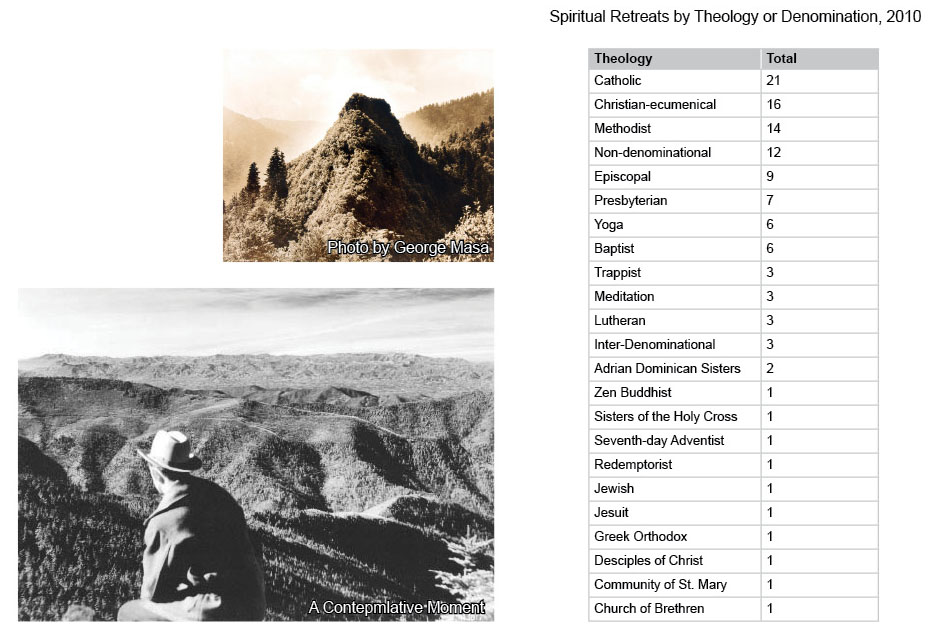 Spiritual Retreats by Theology or Denomination, 2010
Photo by George Masa
A Contepmlative Moment
Theology Total
Catholic 21
Christian-ecumenical 16
Methodist 14
Non-denominational 12
Episcopal 9
Presbyterian 7
Yoga 6
Baptist 6
Trappist 3
Meditation 3
Lutheran 3
Inter-Denominational 3
Adrian Dominican Sisters 2
Zen Buddhist 1
Sisters of the Holy Cross 1
Seventh-day Adventist 1
Redemptorist 1
Jewish 1
Jesuit 1
Greek Orthodox 1
Desciples of Christ 1
Community of St. Mary 1
Church of Brethren 1